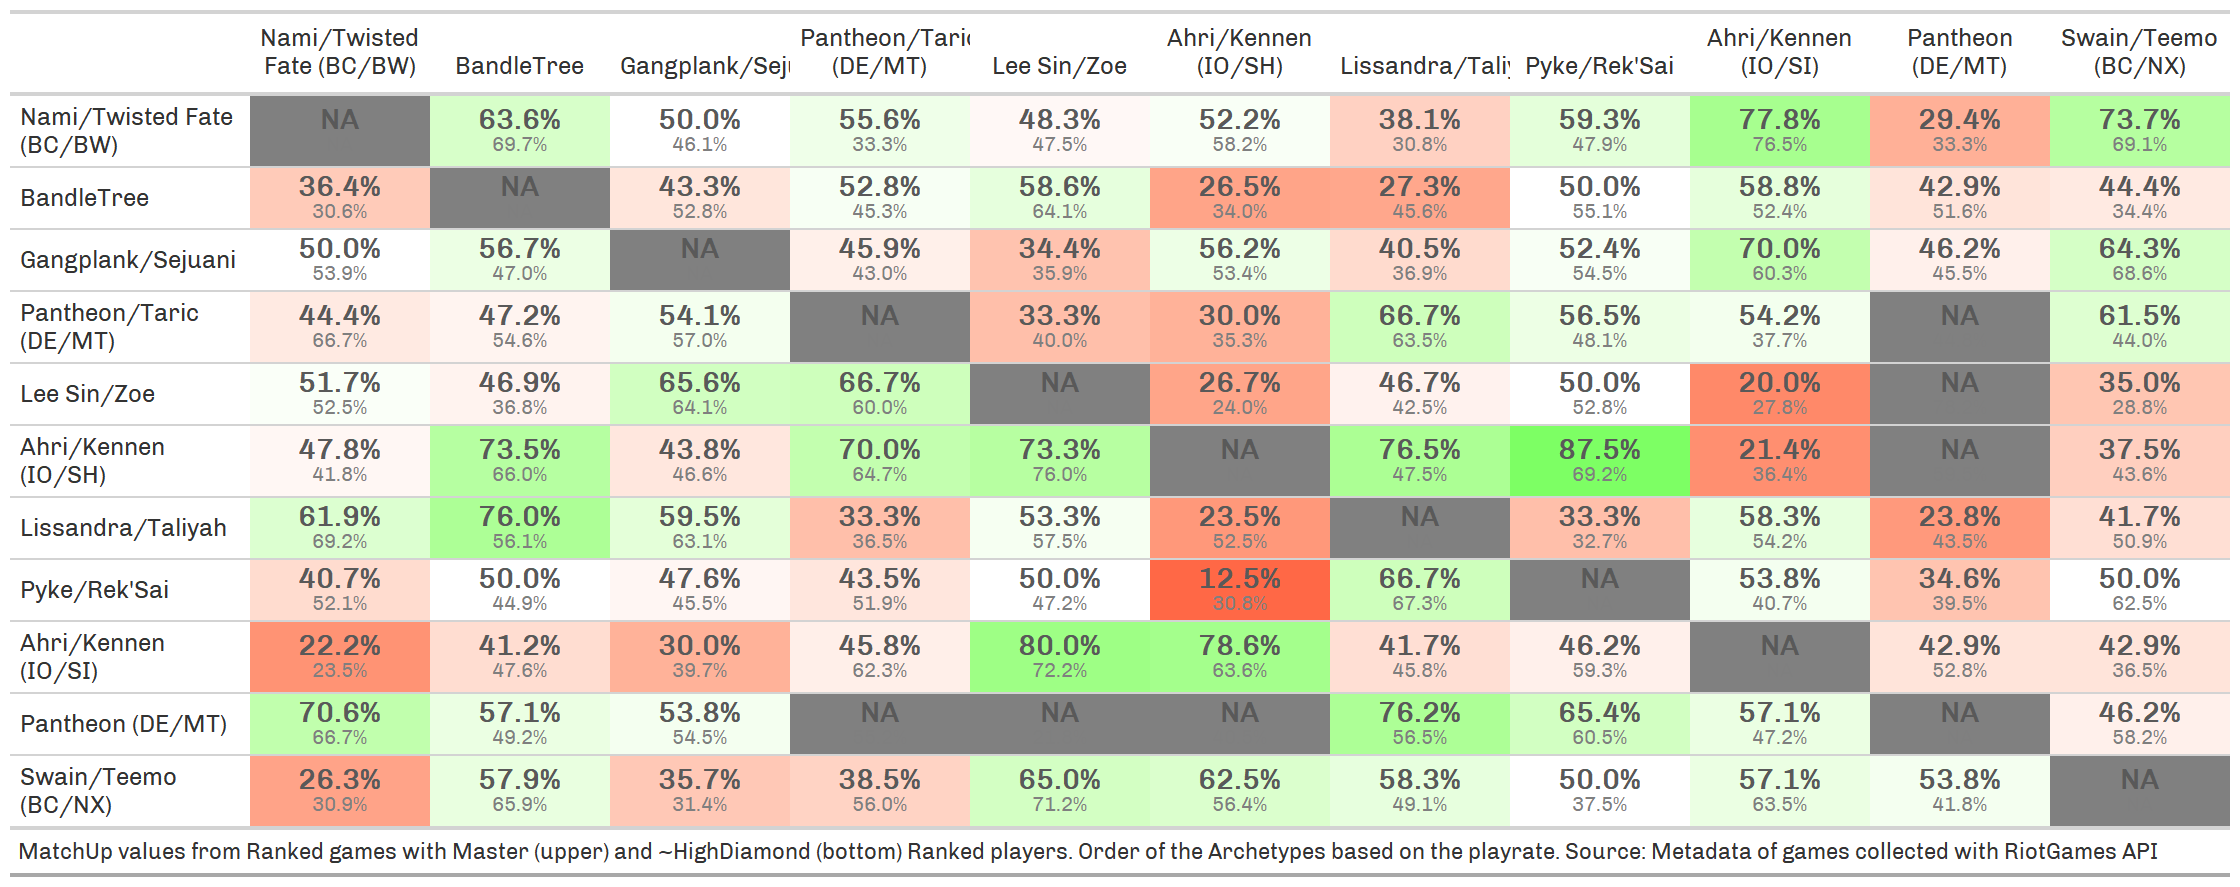 Nami/Twisted Fate (BC/BW) BandleTree Gangplank/Sej Pantheon/Taric (DE/MT) Lee Sin/Zoe Ahri/Kennen (IO/SH) Lissandra/Taliy Pyke/Rek'Sai Ahri/Kennen (IO/SI) Pantheon (DE/MT) Swain/Teemo (BC/NX)
Nami/Twisted Fate (BC/BW) NA 63.6% 50.0% 55.6% 48.3% 52.2% 38.1% 59.3% 77.8% 29.4% 73.7%
69.7% 46.1% 33.3% 47.5% 58.2% 30.8% 47.9% 76.5% 33.3% 69.1%
BandleTree 36.4% NA 43.3% 52.8% 58.6% 26.5% 27.3% 50.0% 58.8% 42.9% 44.4%
30.6% 52.8% 45.3% 64.1% 34.0% 45.6% 55.1% 52.4% 51.6% 34.4%
Gangplank/Sejuani 50.0% 56.7% NA 45.9% 34.4% 56.2% 40.5% 52.4% 70.0% 46.2% 64.3%
53.9% 47.0% 43.0% 35.9% 53.4% 36.9% 54.5% 60.3% 45.5% 68.6%
Pantheon/Taric (DE/MT) 44.4% 47.2% 54.1% NA 33.3% 30.0% 66.7% 56.5% 54.2% NA 61.5%
66.7% 54.6% 57.0% 40.0% 35.3% 63.5% 48.1% 37.7% 44.0%
Lee Sin/Zoe 51.7% 46.9% 65.6% 66.7% NA 26.7% 46.7% 50.0% 20.0% NA 35.0%
52.5% 36.8% 64.1% 60.0% 24.0% 42.5% 52.8% 27.8% 28.8%
Ahri/Kennen (IO/SH) 47.8% 73.5% 43.8% 70.0% 73.3% NA 76.5% 87.5% 21.4% NA 37.5%
41.8% 66.0% 46.6% 64.7% 76.0% 47.5% 69.2% 36.4% 43.6%
Lissandra/Taliyah 61.9% 76.0% 59.5% 33.3% 53.3% 23.5% NA 33.3% 58.3% 23.8% 41.7%
69.2% 56.1% 63.1% 36.5% 57.5% 52.5% 32.7% 54.2% 43.5% 50.9%
Pyke/Rek'Sai 40.7% 50.0% 47.6% 43.5% 50.0% 12.5% 66.7% NA 53.8% 34.6% 50.0%
52.1% 44.9% 45.5% 51.9% 47.2% 30.8% 67.3% 40.7% 39.5% 62.5%
Ahri/Kennen (IO/SI) 22.2% 41.2% 30.0% 45.8% 80.0% 78.6% 41.7% 46.2% NA 42.9% 42.9%
23.5% 47.6% 39.7% 62.3% 72.2% 63.6% 45.8% 59.3% 52.8% 36.5%
Pantheon (DE/MT) 70.6% 57.1% 53.8% NA NA NA 76.2% 65.4% 57.1% NA 46.2%
66.7% 49.2% 54.5% 56.5% 60.5% 47.2% 58.2%
Swain/Teemo (BC/NX) 26.3% 57.9% 35.7% 38.5% 65.0% 62.5% 58.3% 50.0% 57.1% 53.8% NA
30.9% 65.9% 31.4% 56.0% 71.2% 56.4% 49.1% 37.5% 63.5% 41.8%
MatchUp values from Ranked games with Master (upper) and ~HighDiamond (bottom) Ranked players. Order of the Archetypes based on the playrate. Source: Metadata of games collected with RiotGames API